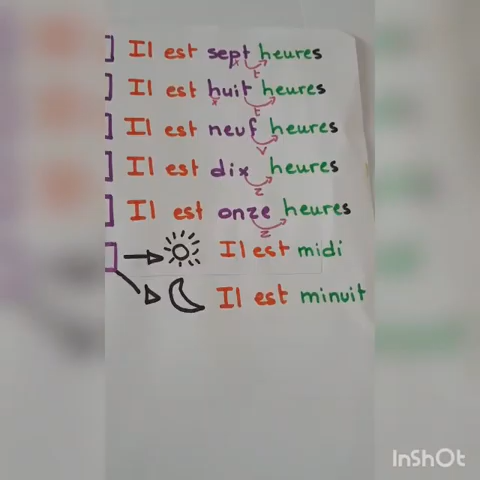 Il est sept heures
t
Il est huit heures
t
Il est neuf heures
v
Il est dix heures
z
Il est onze heures
z
Il est midi
Il est minuit
InShOt